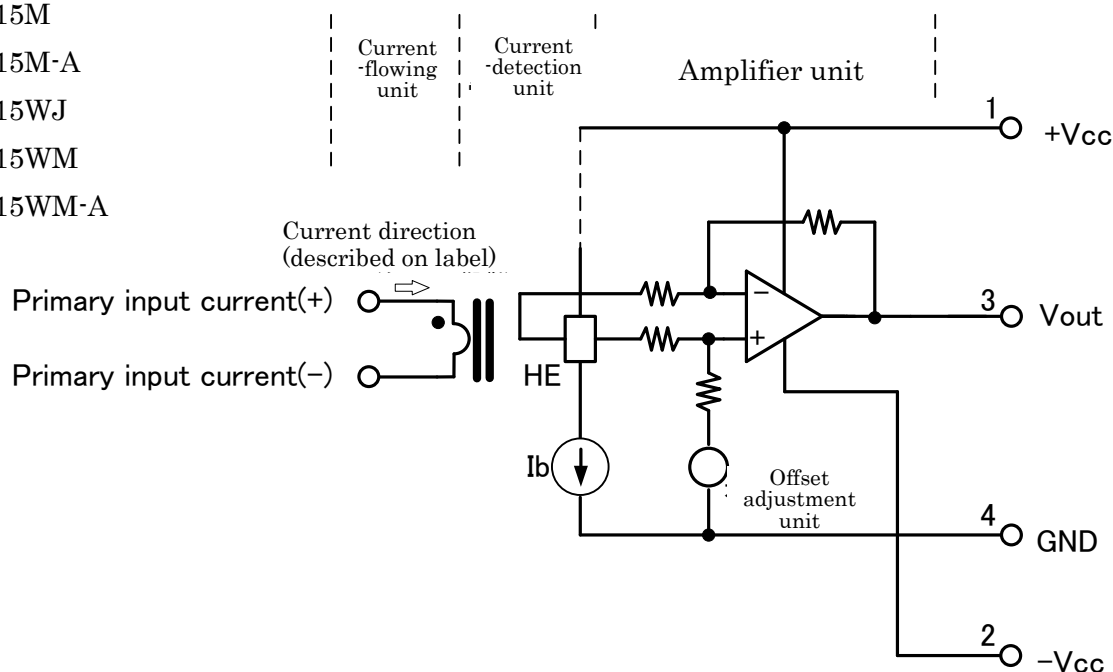 15M
15M-A
15WJ
15WM
15WM-A
Current
-flowing
unit
Current
-detection
unit
Amplifier unit
1
+Vcc
Current direction
(described on label)
Primary input current(+)
−
+
3
Vout
Primary input current(−)
HE
Ib
Offset
adjustment
unit
4
GND
2
−Vcc